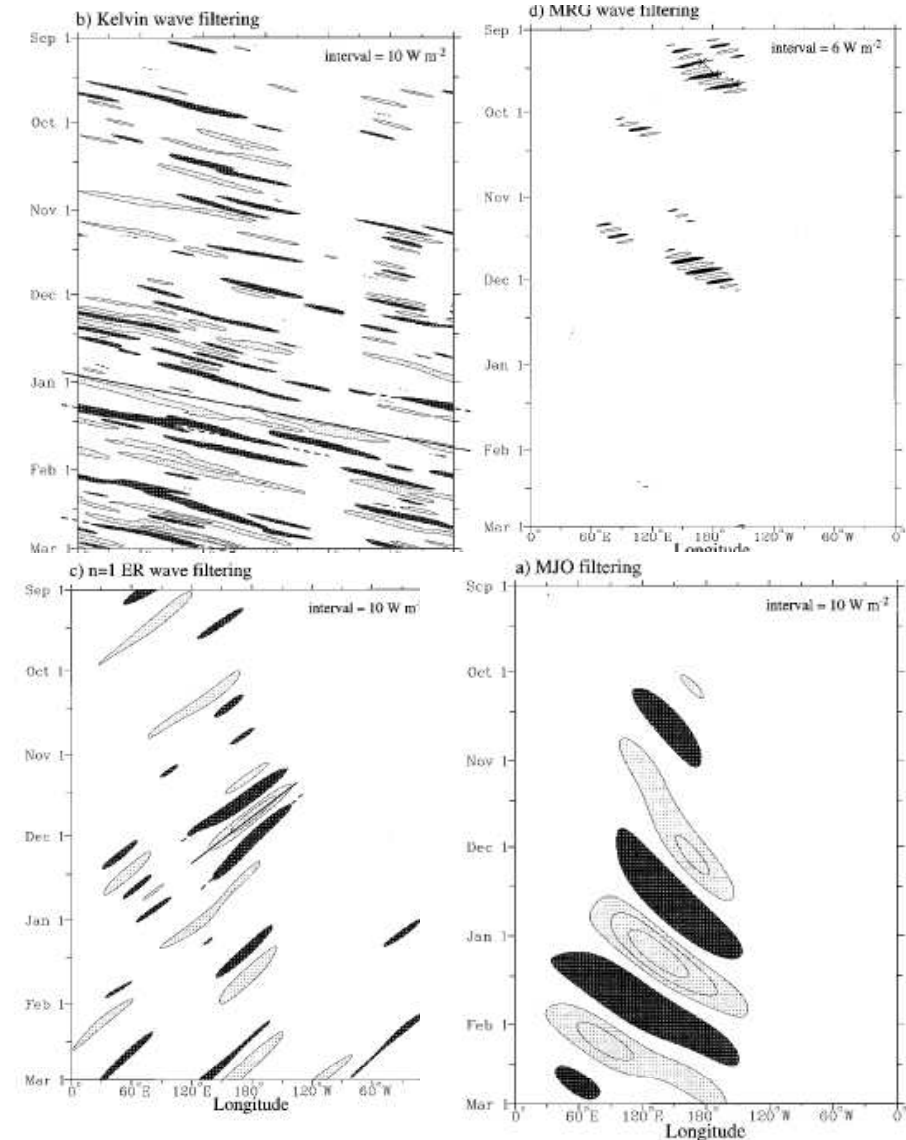 b) Kelvin wave filtering
interval = 10 W m-2
Sep 1
Oct 1
Nov 1
Dec 1
Jan 1
Feb 1
Mar 1
d) MRG wave filtering
interval = 6 W m-2
Sep 1
Oct 1
Nov 1
Dec 1
Jan 1
Feb 1
Mar 1
0° 60°E 120°E 180° 120°W 60°W 0°
Longitude
c) n=1 ER wave filtering
interval = 10 W m
Sep 1
Oct 1
Nov 1
Dec 1
Jan 1
Feb 1
Mar 1
60°E 120°E 180° 120°W 60°W
Longitude
a) MJO filtering
interval = 10 W m-2
Sep 1
Oct 1
Nov 1
Dec 1
Jan 1
Feb 1
Mar 1
0° 60°E 120°E 180° 120°W 60°W 0°
Longitude